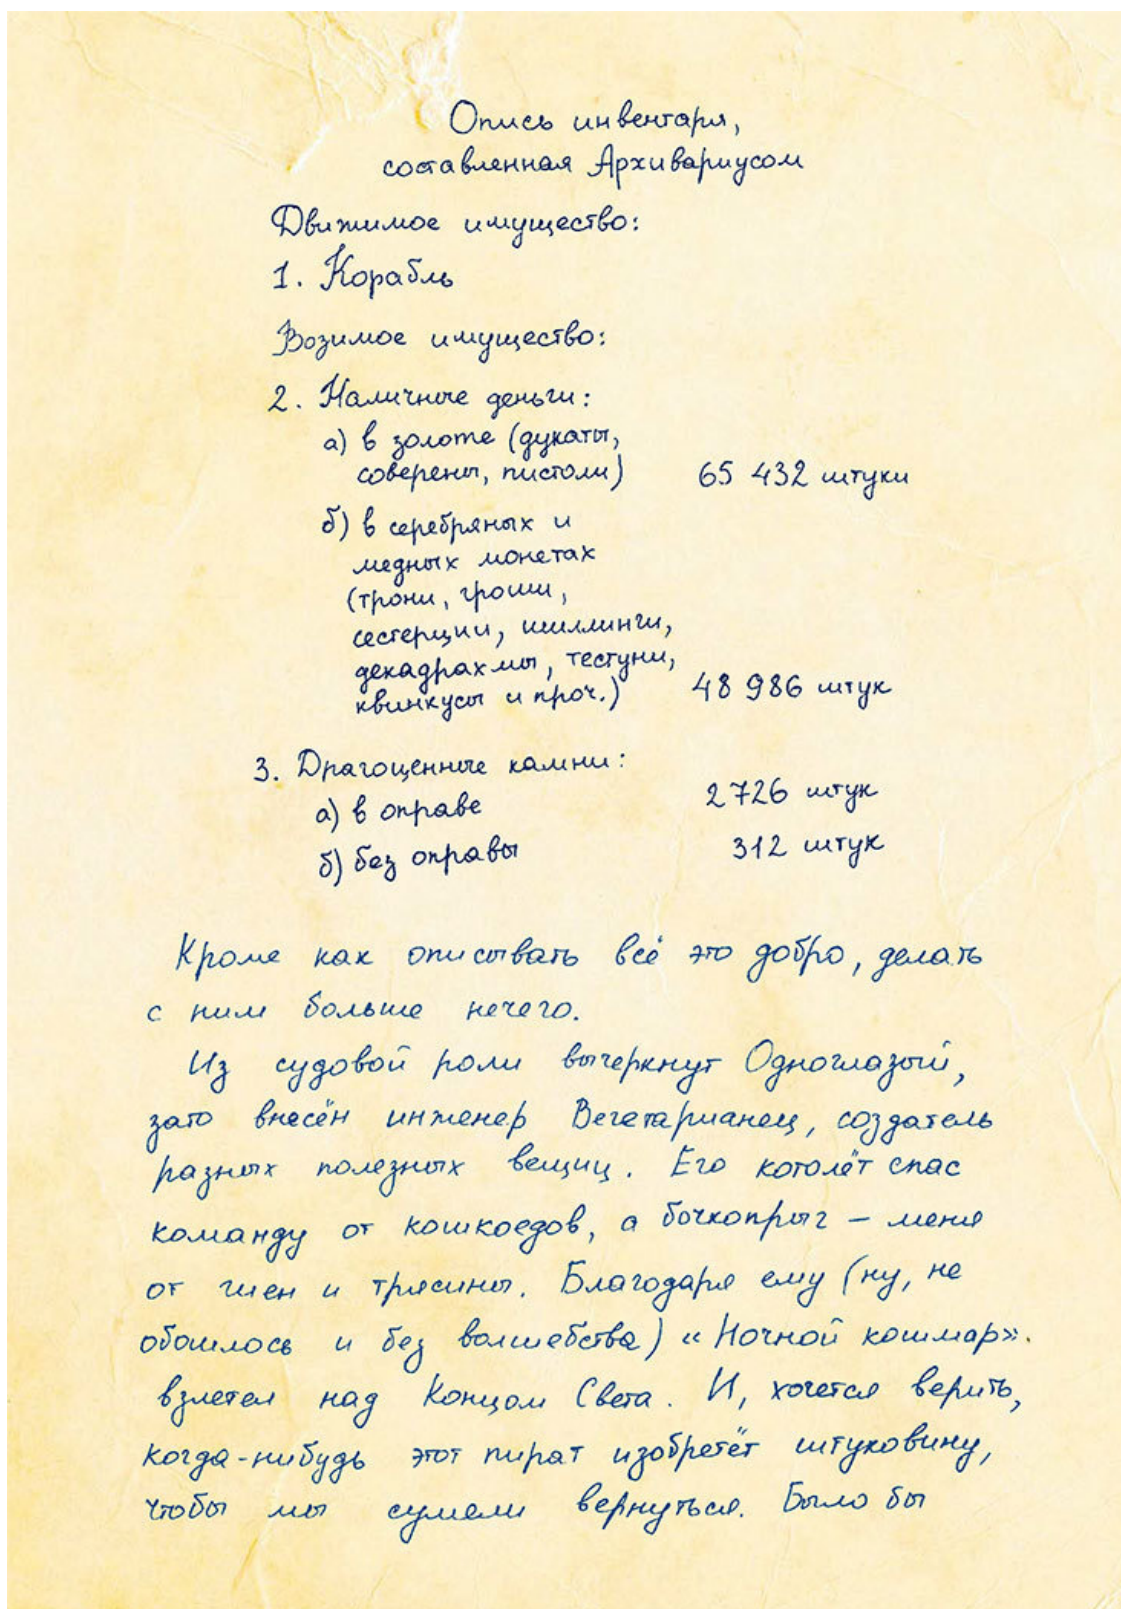 Опись инвентаря,
составленная Архивариусом
Движимое имущество:
1. Корабль
Возимое имущество:
2. Наличные деньги:
а) в золоте (дукаты,
соверены, пистоли) 65 432 штуки
б) в серебряных и
медных монетах
(трони, гроши,
сестерции, шиллинги,
декадрахмы, тестуни,
квинкусы и проч.) 48 986 штук
3. Драгоценные камни:
а) в оправе 2 726 штук
б) без оправы 312 штук
Кроме как описывать всё это добро, делать
с ним больше нечего.
Из судовой роли вычеркнут Одноглазый,
зато внесён инженер Вегетарианец, создатель
разных полезных вещиц. Его котолёт спас
команду от кошкоедов, а бочкопрыг – меня
от гиен и трясины. Благодаря ему (ну, не
обошлось и без волшебства) «Ночной кошмар».
взлетел над Концом Света. И, хочется верить,
когда-нибудь этот пират изобретёт штуковину,
чтобы мы сумели вернуться. Было бы